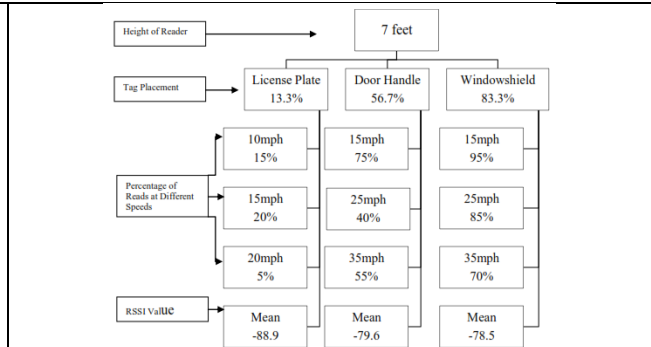 Height of Reader
7 feet
Tag Placement
License Plate
13.3%
Door Handle
56.7%
Windowshield
83.3%
10mph
15%
15mph
75%
15mph
95%
Percentage of
Reads at Different
Speeds
15mph
20%
25mph
40%
25mph
85%
20mph
5%
35mph
55%
35mph
70%
RSSI Value
Mean
-88.9
Mean
-79.6
Mean
-78.5